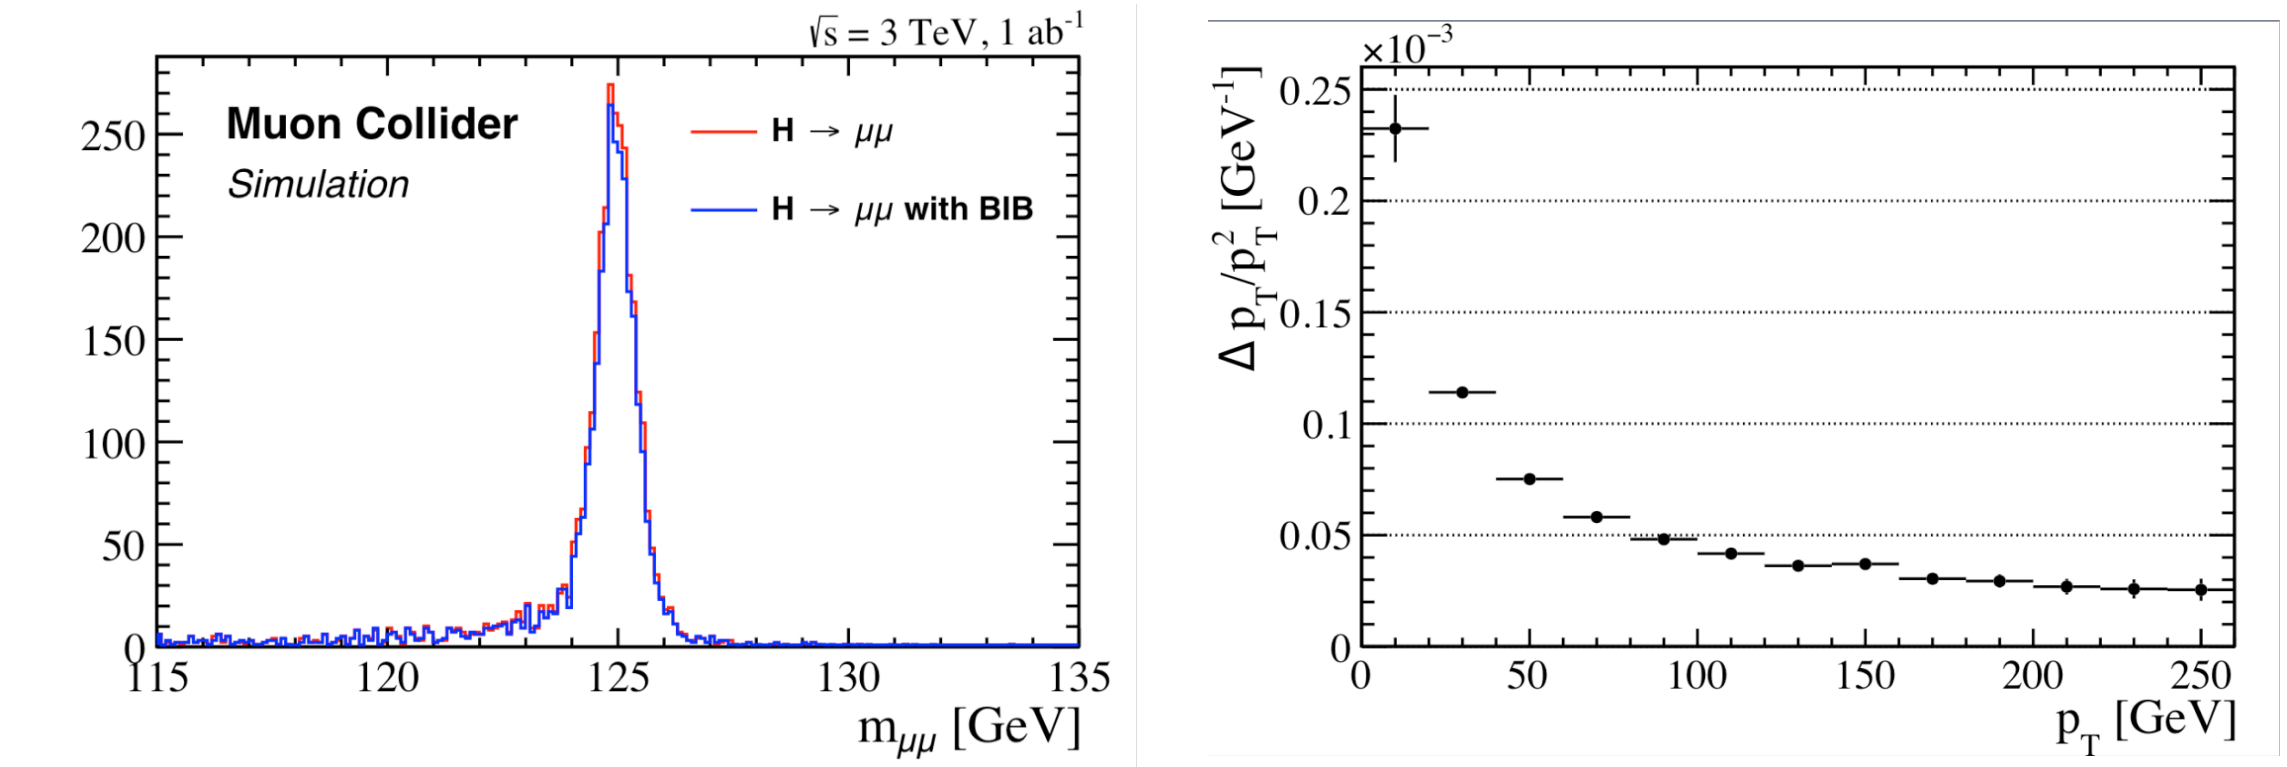 √s = 3 TeV, 1 ab⁻¹
Muon Collider
Simulation
H → μμ
H → μμ with BIB
250
200
150
100
50
0
115 120 125 130 135
m_μμ [GeV]
×10⁻³
Δ p_T/p_T² [GeV⁻¹]
0.25
0.2
0.15
0.1
0.05
0
0 50 100 150 200 250
p_T [GeV]